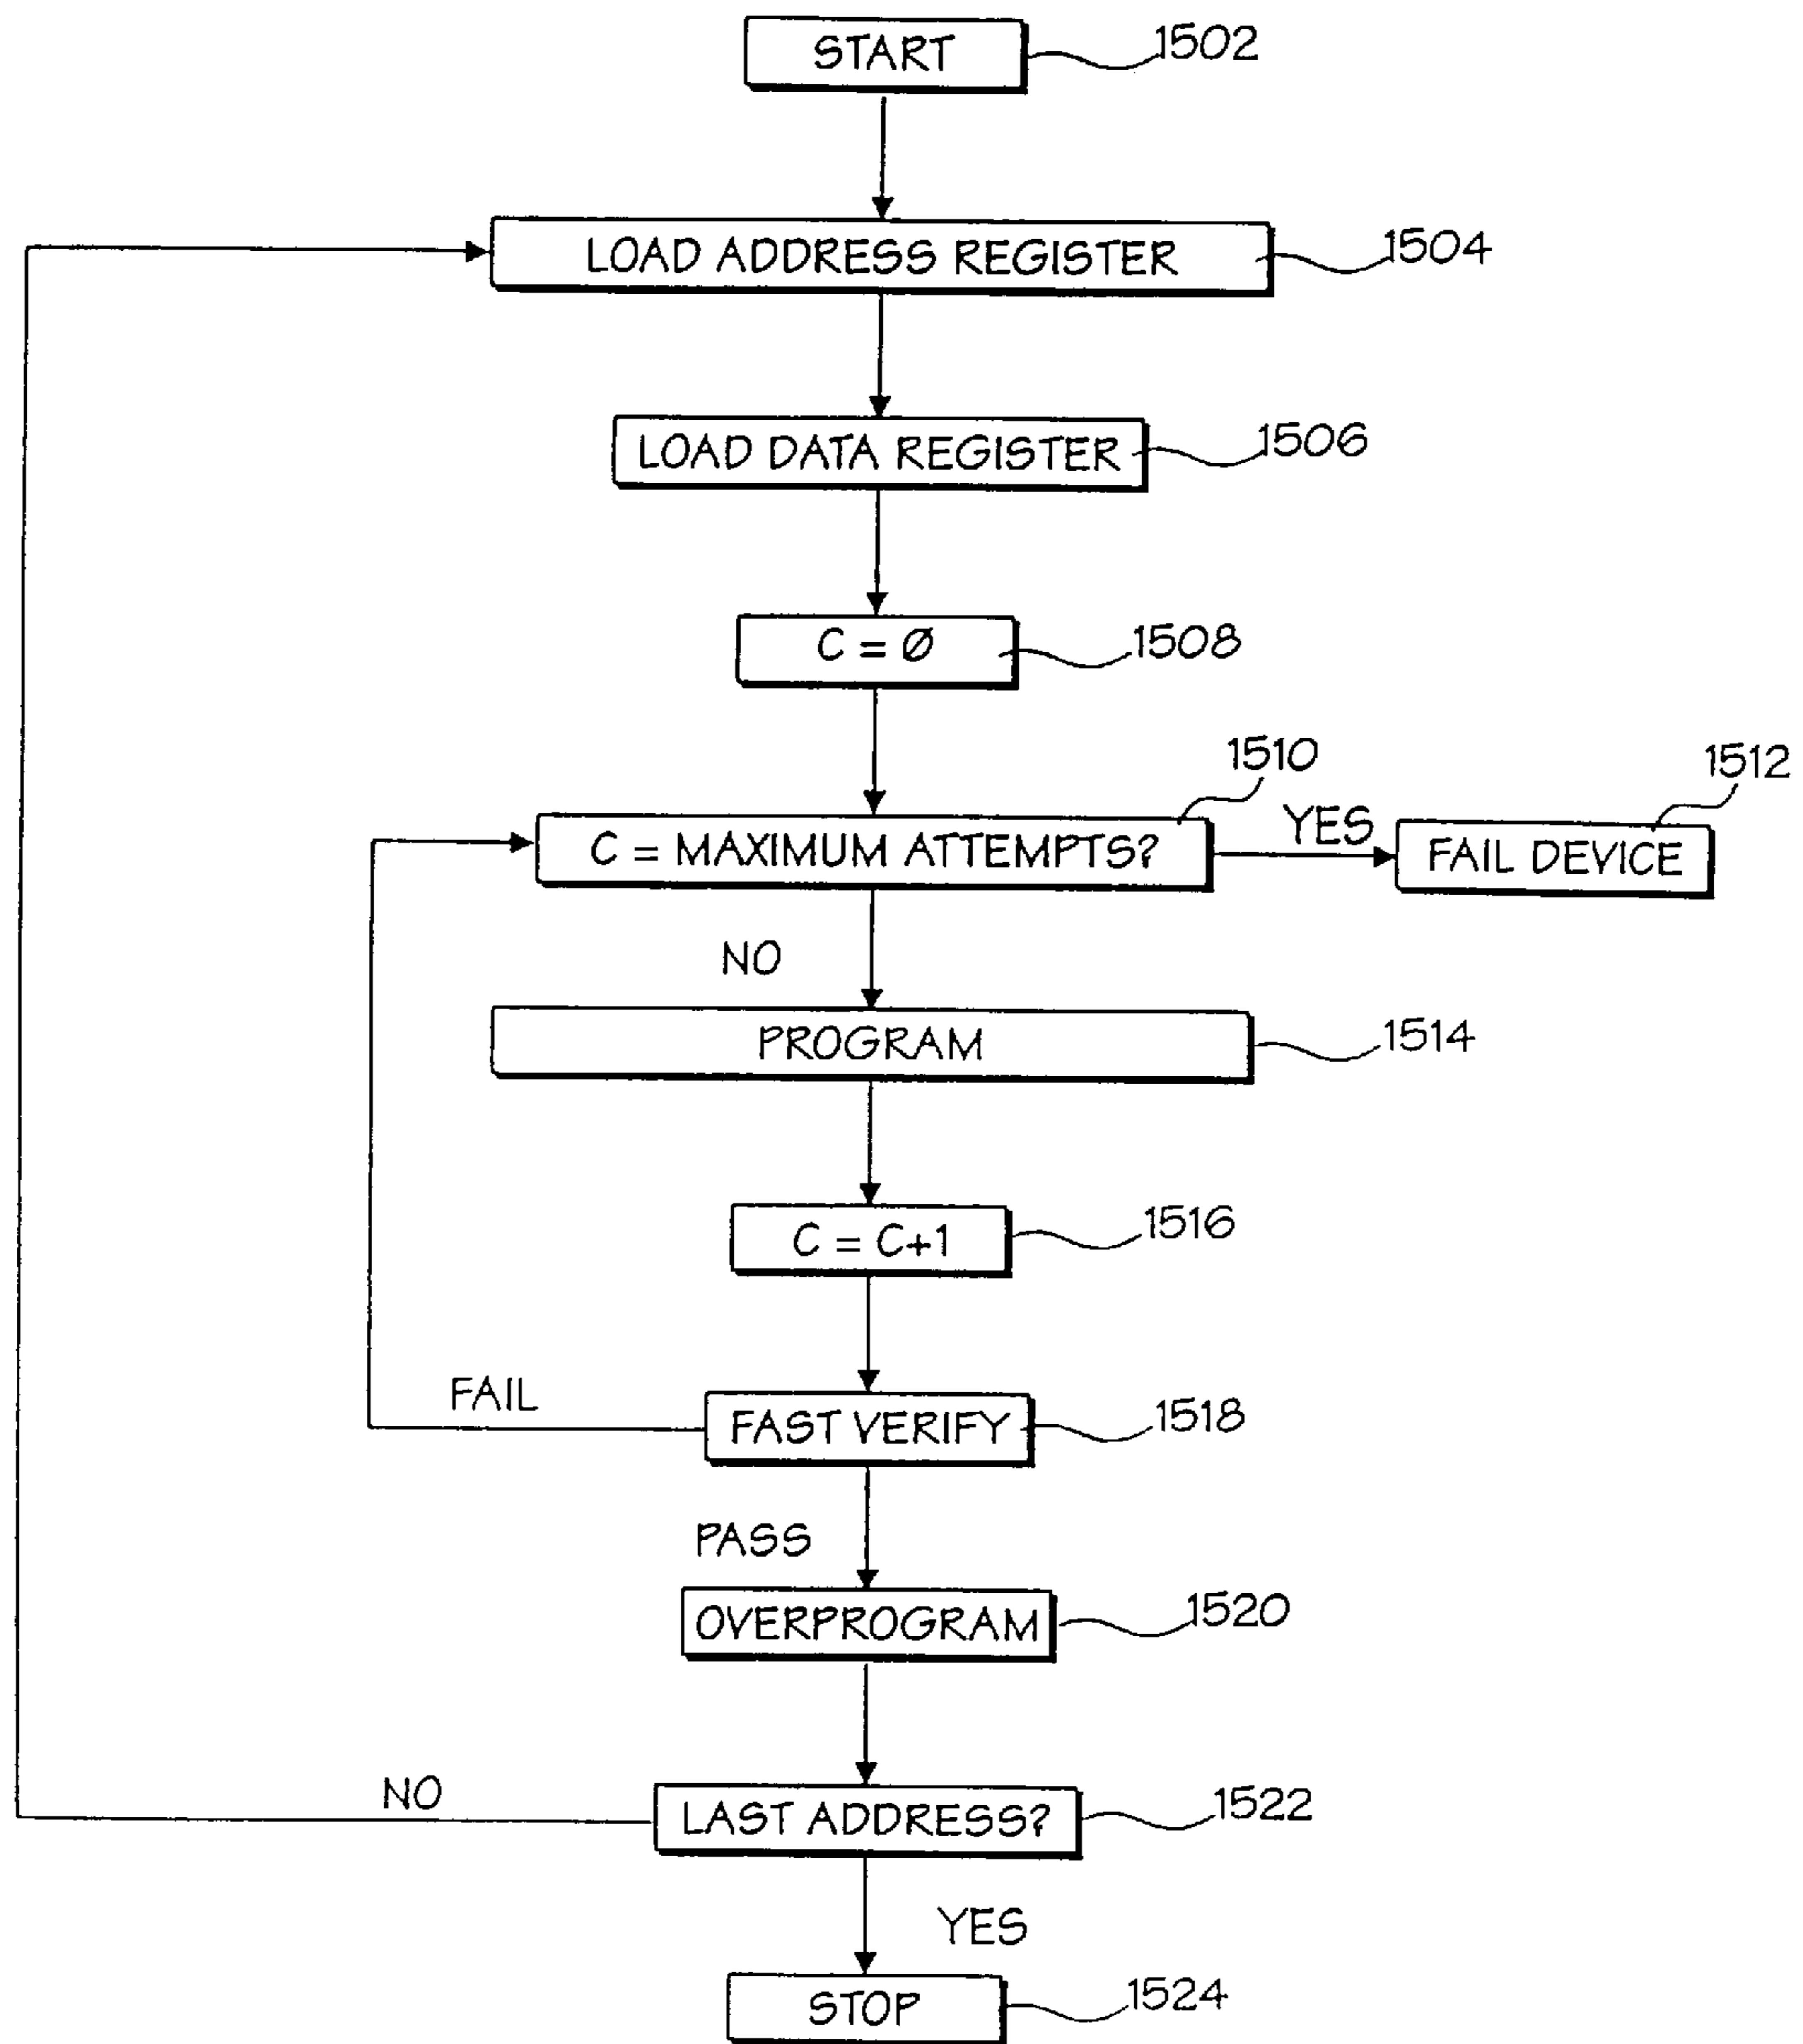 START
1502
LOAD ADDRESS REGISTER
1504
LOAD DATA REGISTER
1506
C = Ø
1508
1510
1512
C = MAXIMUM ATTEMPTS?
YES
FAIL DEVICE
NO
PROGRAM
1514
C = C+1
1516
FAIL
FAST VERIFY
1518
PASS
OVERPROGRAM
1520
NO
LAST ADDRESS?
1522
YES
STOP
1524